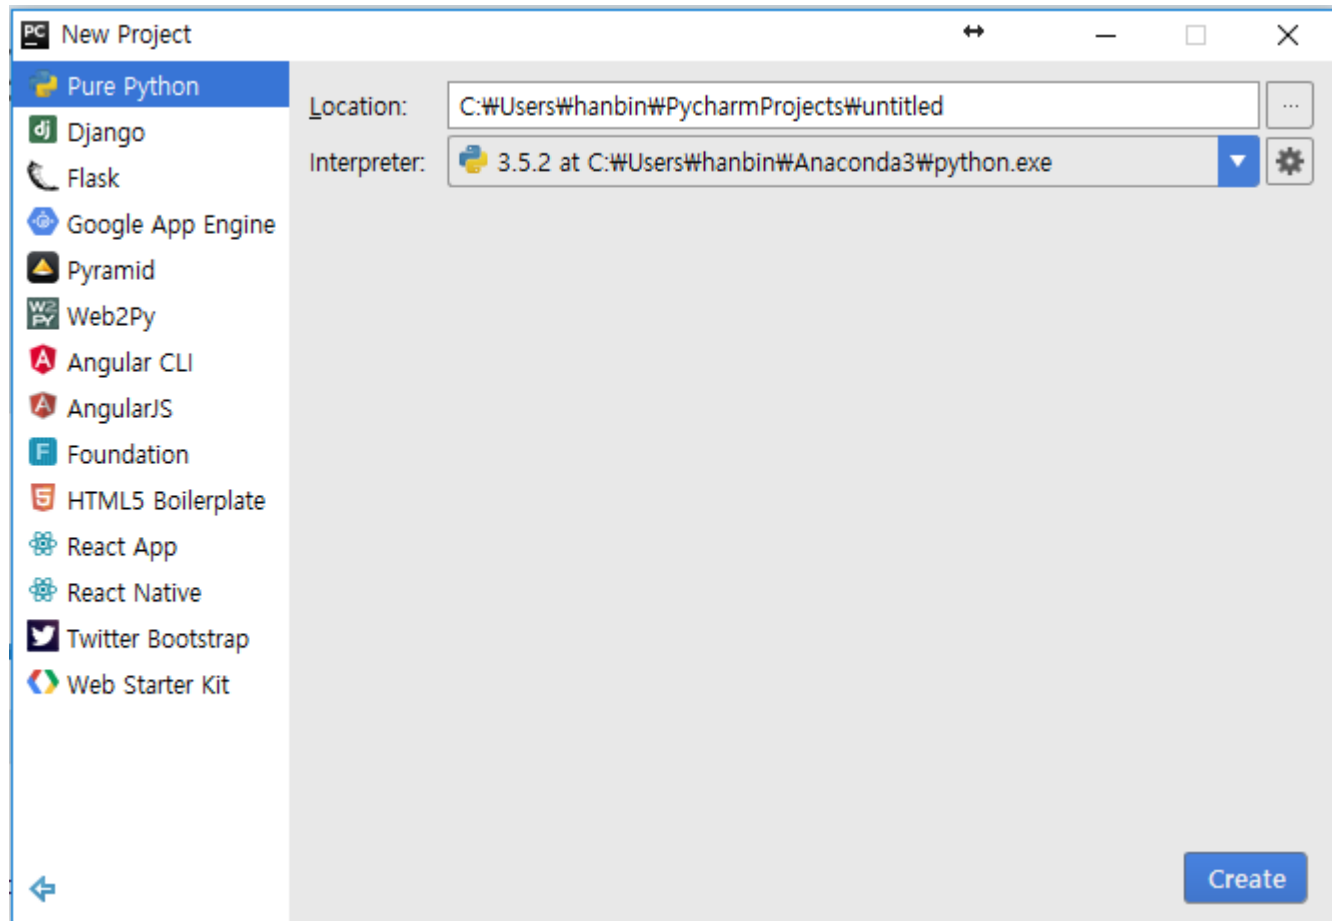 New Project
Pure Python
Django
Flask
Google App Engine
Pyramid
Web2Py
Angular CLI
AngularJS
Foundation
HTML5 Boilerplate
React App
React Native
Twitter Bootstrap
Web Starter Kit
Location: C:₩Users₩hanbin₩PycharmProjects₩untitled ...
Interpreter: 3.5.2 at C:₩Users₩hanbin₩Anaconda3₩python.exe
Create